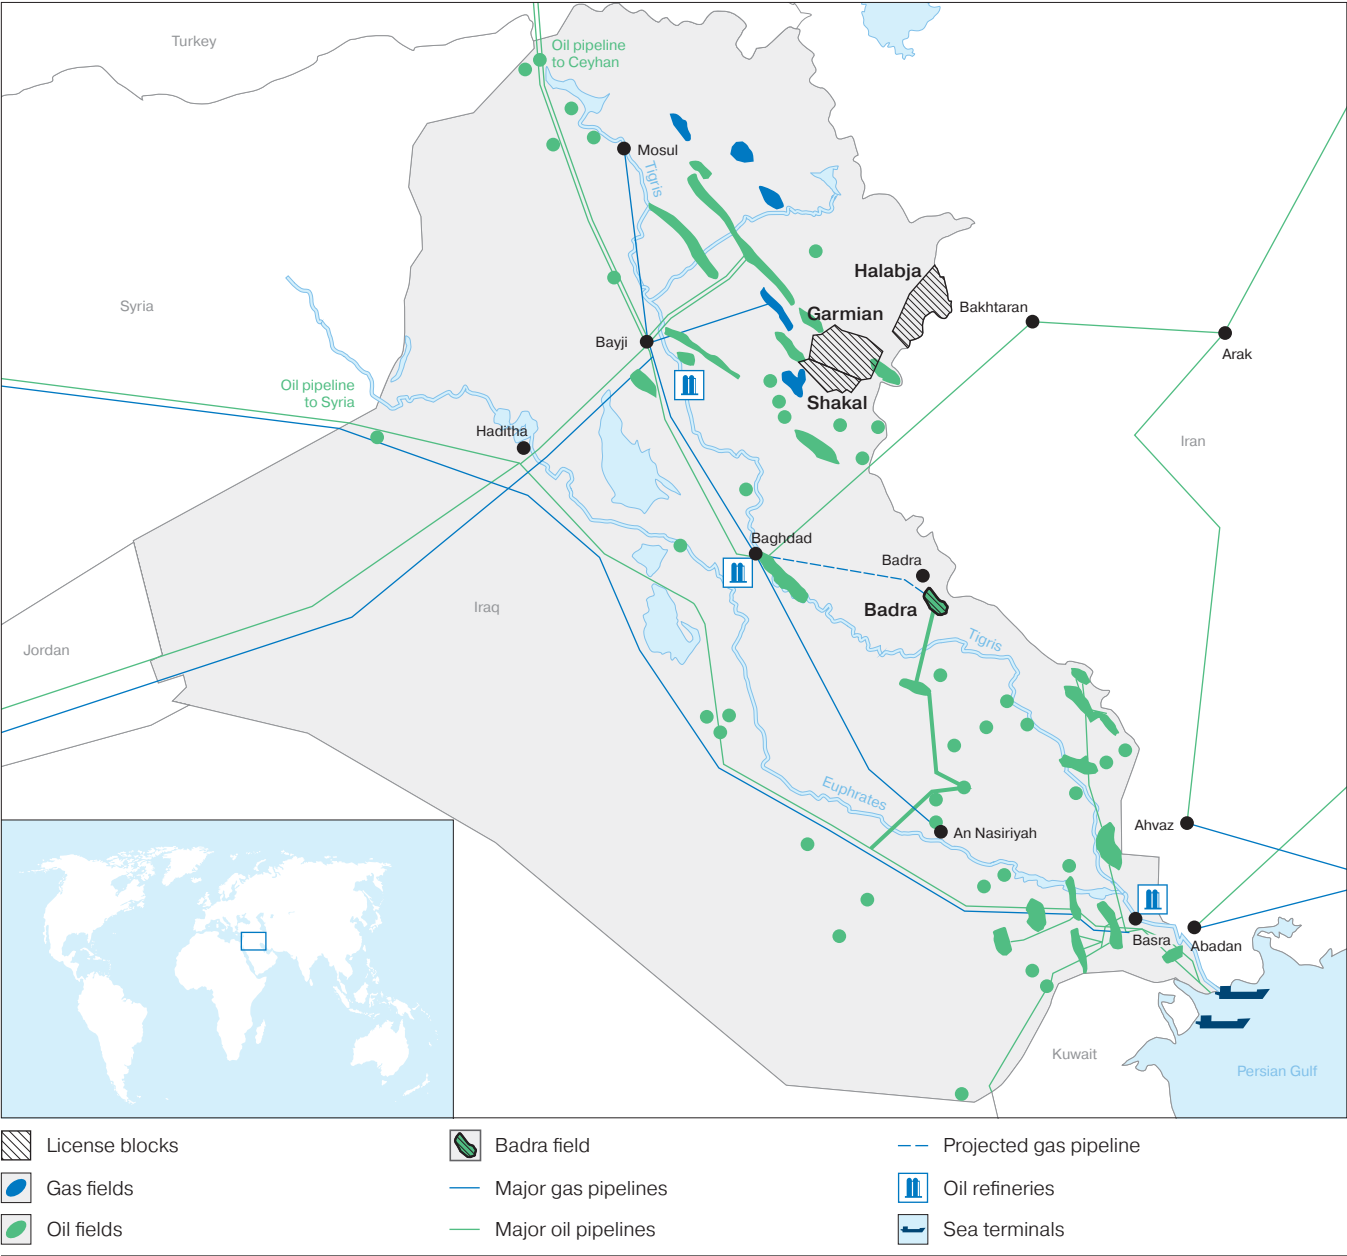 Turkey
Oil pipeline
to Ceyhan
Mosul
Tigris
Halabja
Syria
Bakhtaran
Garmian
Bayji
Arak
Oil pipeline
to Syria
Shakal
Haditha
Iran
Baghdad
Badra
Iraq
Badra
Tigris
Jordan
Euphrates
Ahvaz
An Nasiriyah
Basra
Abadan
Kuwait
Persian Gulf
License blocks
Badra field
Projected gas pipeline
Gas fields
Major gas pipelines
Oil refineries
Oil fields
Major oil pipelines
Sea terminals